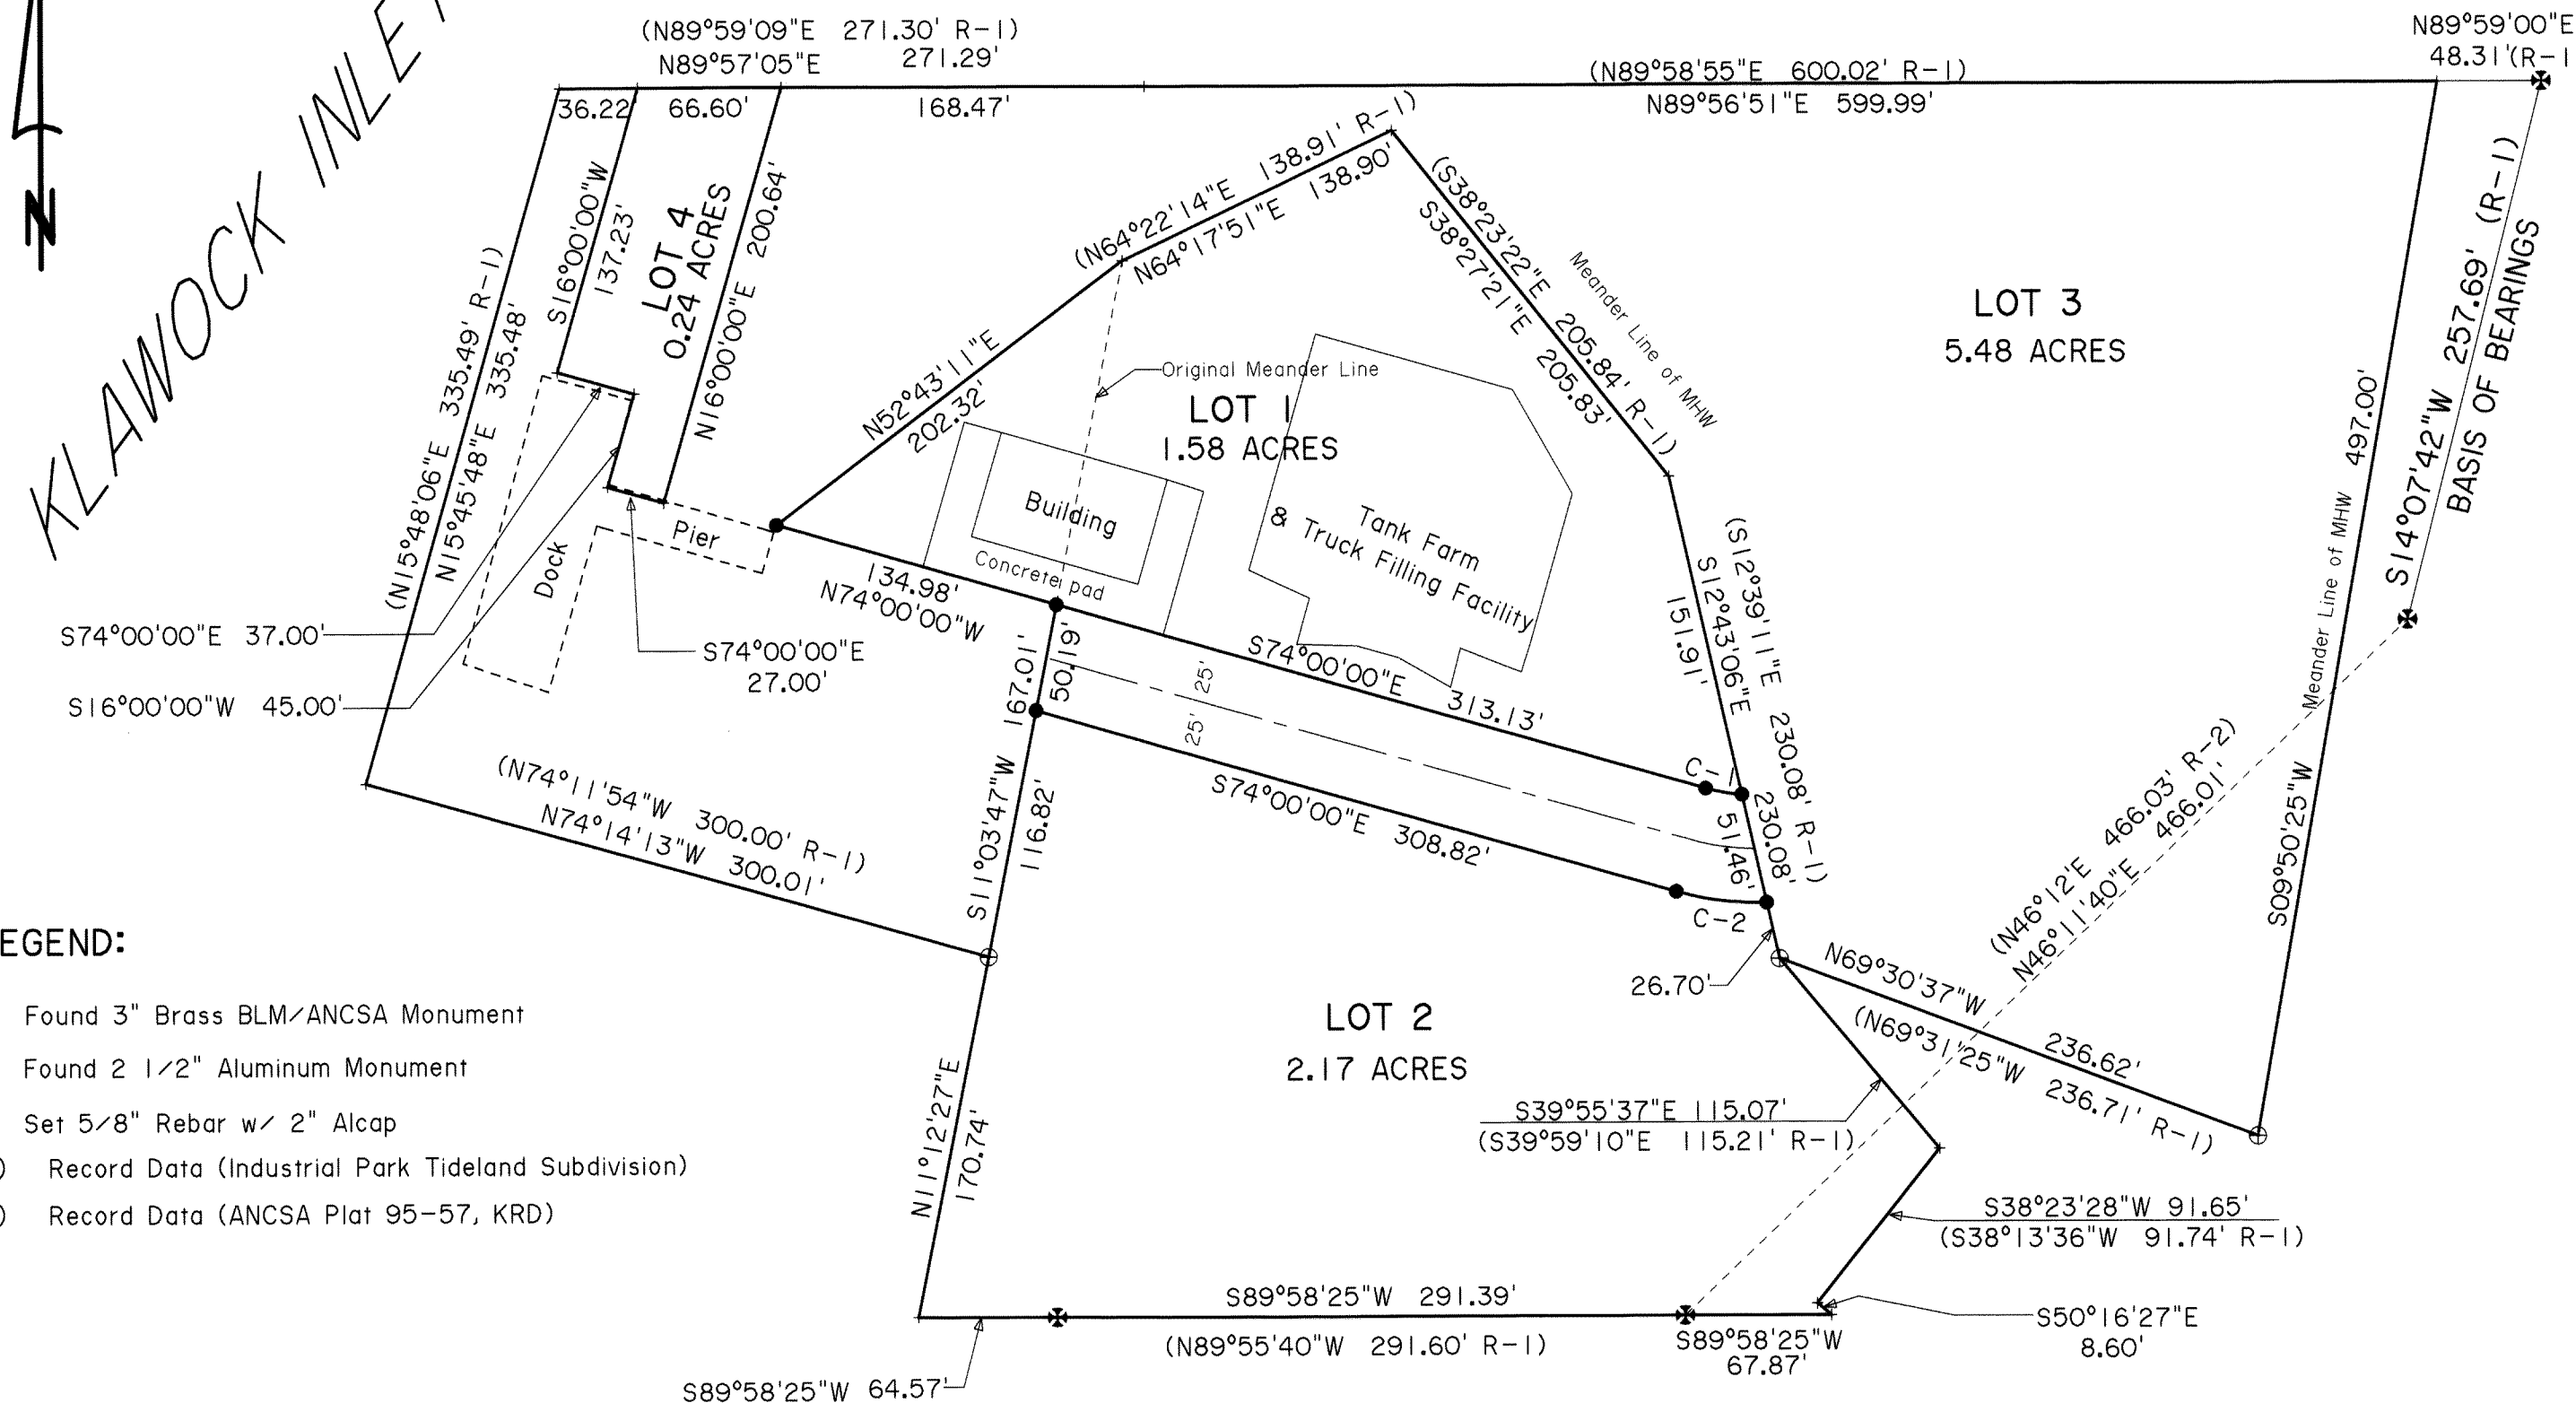 (N89°59'09"E 271.30' R-1)
N89°57'05"E 271.29'
(N89°58'55"E 600.02' R-1)
N89°56'51"E 599.99'
N89°59'00"E
48.31'(R-1
36.22'
66.60'
168.47'
KLAWOCK INLET
N
(N15°48'06"E 335.49' R-1)
N15°45'48"E 335.48'
S16°00'00"W
137.23'
LOT 4
0.24 ACRES
N16°00'00"E 200.64'
(N64°22'14"E 138.91' R-1)
N64°17'51"E 138.90'
(S38°23'22"E 205.84' R-1)
S38°27'21"E 205.83'
Meander Line of MHW
LOT 3
5.48 ACRES
S14°07'42"W 257.69' (R-1)
BASIS OF BEARINGS
N52°43'11"E
202.32'
Original Meander Line
LOT 1
1.58 ACRES
Building
Concrete pad
Tank Farm
& Truck Filling Facility
Pier
Dock
134.98'
N74°00'00"W
S74°00'00"E 37.00'
S16°00'00"W 45.00'
S74°00'00"E
27.00'
S11°03'47"W 167.01'
50.19'
116.82'
25'
25'
S74°00'00"E 313.13'
S74°00'00"E 308.82'
C-1
C-2
(S12°39'11"E 230.08' R-1)
S12°43'06"E 230.08'
151.91'
51.46'
26.70'
Meander Line of MHW
S09°50'25"W 497.00'
(N46°12'E 466.03' R-2)
N46°11'40"E 466.01'
(N74°11'54"W 300.00' R-1)
N74°14'13"W 300.01'
N69°30'37"W 236.62'
(N69°31'25"W 236.71' R-1)
EGEND:
Found 3" Brass BLM/ANCSA Monument
Found 2 1/2" Aluminum Monument
Set 5/8" Rebar w/ 2" Alcap
) Record Data (Industrial Park Tideland Subdivision)
) Record Data (ANCSA Plat 95-57, KRD)
LOT 2
2.17 ACRES
N11°12'27"E
170.74'
S39°55'37"E 115.07'
(S39°59'10"E 115.21' R-1)
S38°23'28"W 91.65'
(S38°13'36"W 91.74' R-1)
S50°16'27"E
8.60'
S89°58'25"W 291.39'
(N89°55'40"W 291.60' R-1)
S89°58'25"W
67.87'
S89°58'25"W 64.57'